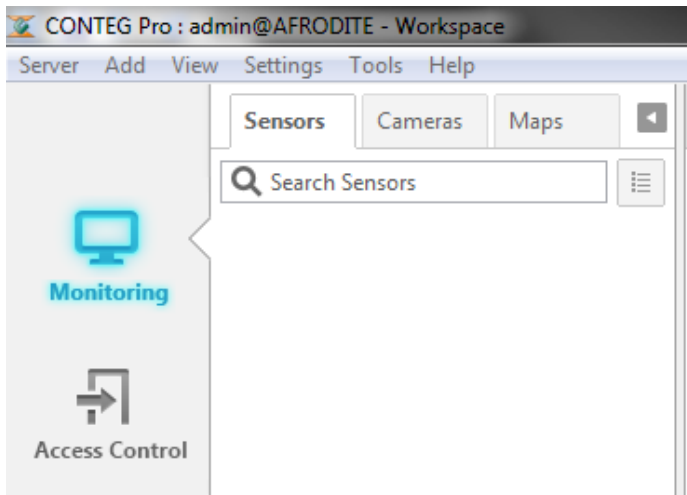 CONTEG Pro : admin@AFRODITE - Workspace
Server Add View Settings Tools Help
Sensors Cameras Maps
Search Sensors
Monitoring
Access Control